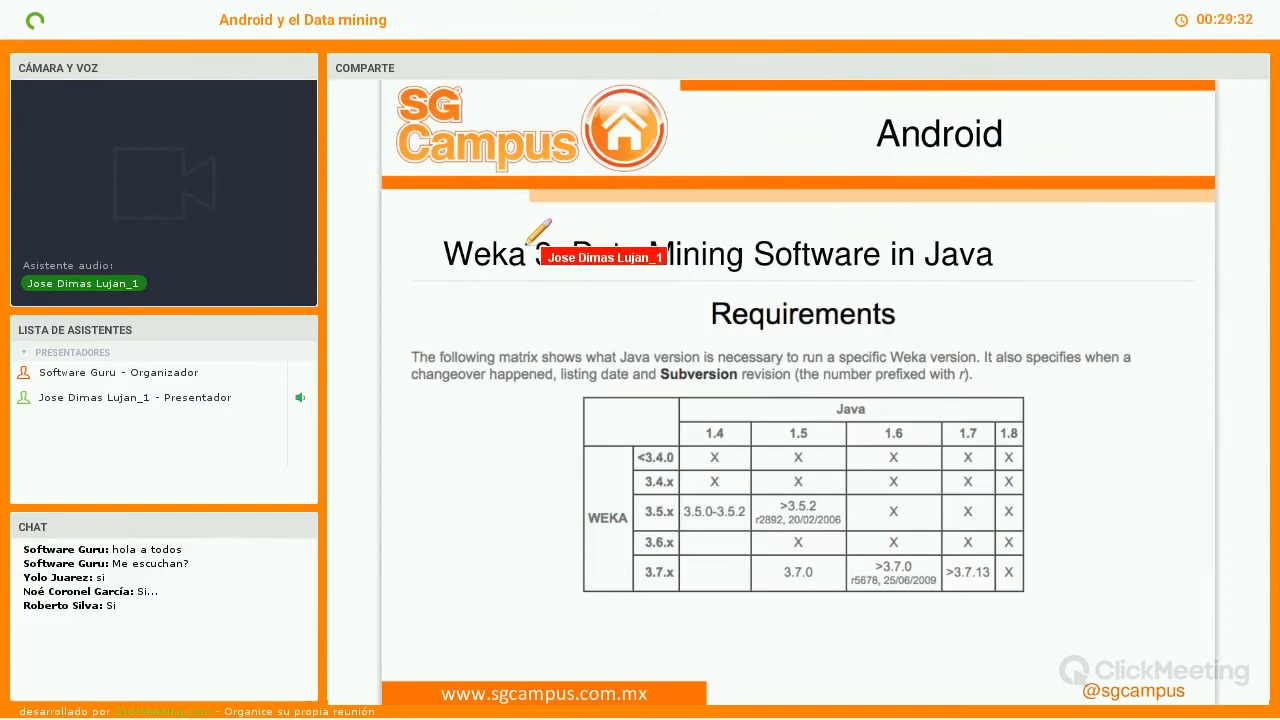 Android y el Data mining
00:29:32
CÁMARA Y VOZ
Asistente audio:
Jose Dimas Lujan_1
LISTA DE ASISTENTES
PRESENTADORES
Software Guru - Organizador
Jose Dimas Lujan_1 - Presentador
CHAT
Software Guru: hola a todos
Software Guru: Me escuchan?
Yolo Juarez: si
Noé Coronel García: Si...
Roberto Silva: Si
desarrollado por ClickMeeting.com - Organice su propia reunión
COMPARTE
SG
Campus
Android
Weka Mining Software in Java
Jose Dimas Lujan_1
Requirements
The following matrix shows what Java version is necessary to run a specific Weka version. It also specifies when a
changeover happened, listing date and Subversion revision (the number prefixed with r).
Java
1.4 1.5 1.6 1.7 1.8
WEKA
<3.4.0 X X X X X
3.4.x X X X X X
3.5.x 3.5.0-3.5.2 >3.5.2 X X X
r2892, 20/02/2006
3.6.x X X X X
3.7.x 3.7.0 >3.7.0 >3.7.13 X
r5678, 25/06/2009
ClickMeeting
www.sgcampus.com.mx
@sgcampus